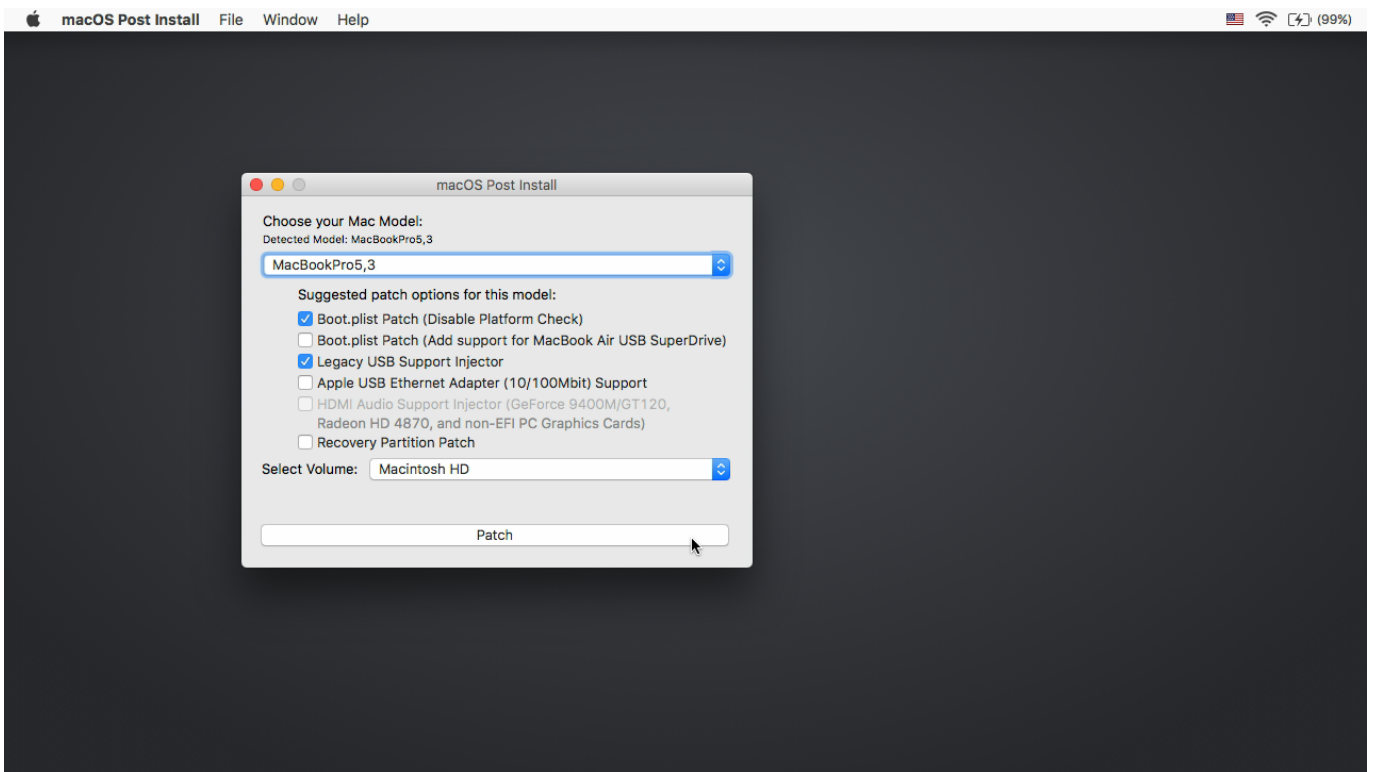 macOS Post Install File Window Help (99%)
macOS Post Install
Choose your Mac Model:
Detected Model: MacBookPro5,3
MacBookPro5,3
Suggested patch options for this model:
Boot.plist Patch (Disable Platform Check)
Boot.plist Patch (Add support for MacBook Air USB SuperDrive)
Legacy USB Support Injector
Apple USB Ethernet Adapter (10/100Mbit) Support
HDMI Audio Support Injector (GeForce 9400M/GT120,
Radeon HD 4870, and non-EFI PC Graphics Cards)
Recovery Partition Patch
Select Volume: Macintosh HD
Patch